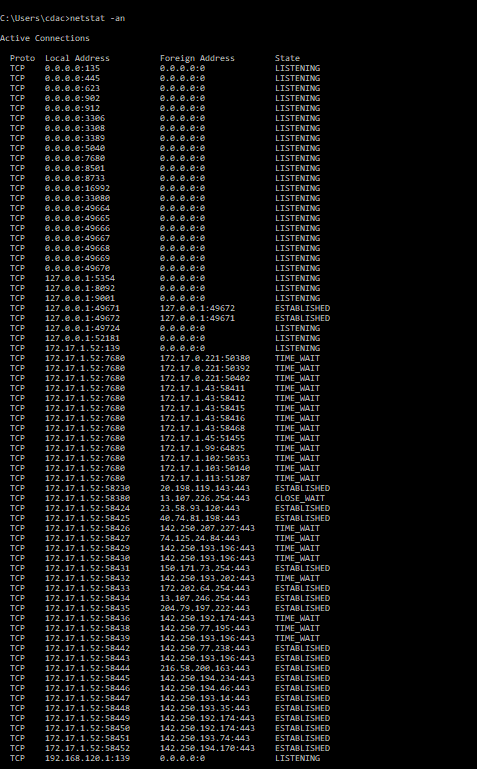 C:\Users\cdac>netstat -an
Active Connections
Proto Local Address Foreign Address State
TCP 0.0.0.0:135 0.0.0.0:0 LISTENING
TCP 0.0.0.0:445 0.0.0.0:0 LISTENING
TCP 0.0.0.0:623 0.0.0.0:0 LISTENING
TCP 0.0.0.0:902 0.0.0.0:0 LISTENING
TCP 0.0.0.0:912 0.0.0.0:0 LISTENING
TCP 0.0.0.0:3306 0.0.0.0:0 LISTENING
TCP 0.0.0.0:3308 0.0.0.0:0 LISTENING
TCP 0.0.0.0:3389 0.0.0.0:0 LISTENING
TCP 0.0.0.0:5040 0.0.0.0:0 LISTENING
TCP 0.0.0.0:7680 0.0.0.0:0 LISTENING
TCP 0.0.0.0:8501 0.0.0.0:0 LISTENING
TCP 0.0.0.0:8733 0.0.0.0:0 LISTENING
TCP 0.0.0.0:16992 0.0.0.0:0 LISTENING
TCP 0.0.0.0:33080 0.0.0.0:0 LISTENING
TCP 0.0.0.0:49664 0.0.0.0:0 LISTENING
TCP 0.0.0.0:49665 0.0.0.0:0 LISTENING
TCP 0.0.0.0:49666 0.0.0.0:0 LISTENING
TCP 0.0.0.0:49667 0.0.0.0:0 LISTENING
TCP 0.0.0.0:49668 0.0.0.0:0 LISTENING
TCP 0.0.0.0:49669 0.0.0.0:0 LISTENING
TCP 0.0.0.0:49670 0.0.0.0:0 LISTENING
TCP 127.0.0.1:5354 0.0.0.0:0 LISTENING
TCP 127.0.0.1:8092 0.0.0.0:0 LISTENING
TCP 127.0.0.1:9001 0.0.0.0:0 LISTENING
TCP 127.0.0.1:49671 127.0.0.1:49672 ESTABLISHED
TCP 127.0.0.1:49672 127.0.0.1:49671 ESTABLISHED
TCP 127.0.0.1:49724 0.0.0.0:0 LISTENING
TCP 127.0.0.1:52181 0.0.0.0:0 LISTENING
TCP 172.17.1.52:139 0.0.0.0:0 LISTENING
TCP 172.17.1.52:7680 172.17.0.221:50380 TIME_WAIT
TCP 172.17.1.52:7680 172.17.0.221:50392 TIME_WAIT
TCP 172.17.1.52:7680 172.17.0.221:50402 TIME_WAIT
TCP 172.17.1.52:7680 172.17.1.43:58411 TIME_WAIT
TCP 172.17.1.52:7680 172.17.1.43:58412 TIME_WAIT
TCP 172.17.1.52:7680 172.17.1.43:58415 TIME_WAIT
TCP 172.17.1.52:7680 172.17.1.43:58416 TIME_WAIT
TCP 172.17.1.52:7680 172.17.1.43:58468 TIME_WAIT
TCP 172.17.1.52:7680 172.17.1.45:51455 TIME_WAIT
TCP 172.17.1.52:7680 172.17.1.99:64825 TIME_WAIT
TCP 172.17.1.52:7680 172.17.1.102:50353 TIME_WAIT
TCP 172.17.1.52:7680 172.17.1.103:50140 TIME_WAIT
TCP 172.17.1.52:7680 172.17.1.113:51287 TIME_WAIT
TCP 172.17.1.52:58230 20.198.119.143:443 ESTABLISHED
TCP 172.17.1.52:58380 13.107.226.254:443 CLOSE_WAIT
TCP 172.17.1.52:58424 23.58.93.120:443 ESTABLISHED
TCP 172.17.1.52:58425 40.74.81.198:443 ESTABLISHED
TCP 172.17.1.52:58426 142.250.207.227:443 TIME_WAIT
TCP 172.17.1.52:58427 74.125.24.84:443 TIME_WAIT
TCP 172.17.1.52:58429 142.250.193.196:443 TIME_WAIT
TCP 172.17.1.52:58430 142.250.193.196:443 TIME_WAIT
TCP 172.17.1.52:58431 150.171.73.254:443 ESTABLISHED
TCP 172.17.1.52:58432 142.250.193.202:443 TIME_WAIT
TCP 172.17.1.52:58433 172.202.64.254:443 ESTABLISHED
TCP 172.17.1.52:58434 13.107.246.254:443 ESTABLISHED
TCP 172.17.1.52:58435 204.79.197.222:443 ESTABLISHED
TCP 172.17.1.52:58436 142.250.192.174:443 TIME_WAIT
TCP 172.17.1.52:58438 142.250.77.195:443 TIME_WAIT
TCP 172.17.1.52:58439 142.250.193.196:443 TIME_WAIT
TCP 172.17.1.52:58442 142.250.77.238:443 ESTABLISHED
TCP 172.17.1.52:58443 142.250.193.196:443 ESTABLISHED
TCP 172.17.1.52:58444 216.58.200.163:443 ESTABLISHED
TCP 172.17.1.52:58445 142.250.194.234:443 ESTABLISHED
TCP 172.17.1.52:58446 142.250.194.46:443 ESTABLISHED
TCP 172.17.1.52:58447 142.250.193.14:443 ESTABLISHED
TCP 172.17.1.52:58448 142.250.193.35:443 ESTABLISHED
TCP 172.17.1.52:58449 142.250.192.174:443 ESTABLISHED
TCP 172.17.1.52:58450 142.250.192.174:443 ESTABLISHED
TCP 172.17.1.52:58451 142.250.193.74:443 ESTABLISHED
TCP 172.17.1.52:58452 142.250.194.170:443 ESTABLISHED
TCP 192.168.120.1:139 0.0.0.0:0 LISTENING